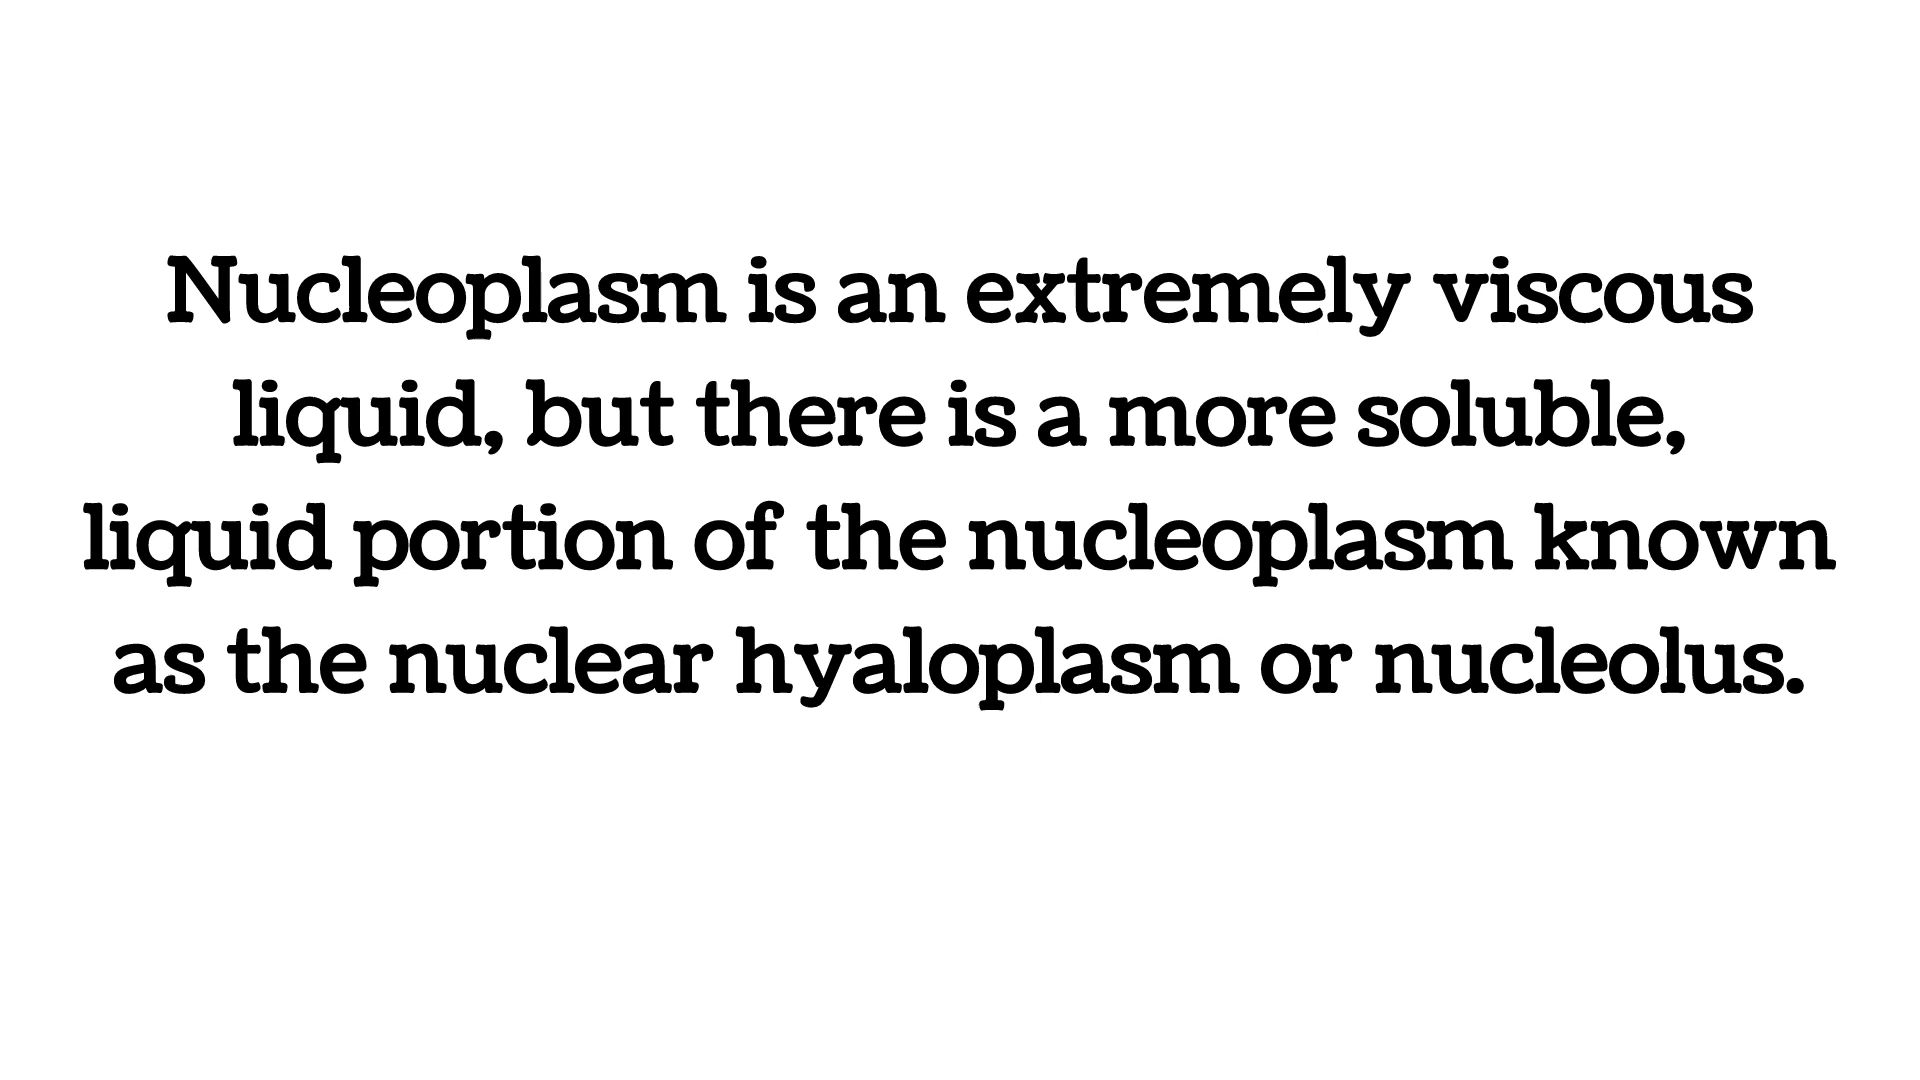 Nucleoplasm is an extremely viscous
liquid, but there is a more soluble,
liquid portion of the nucleoplasm known
as the nuclear hyaloplasm or nucleolus.